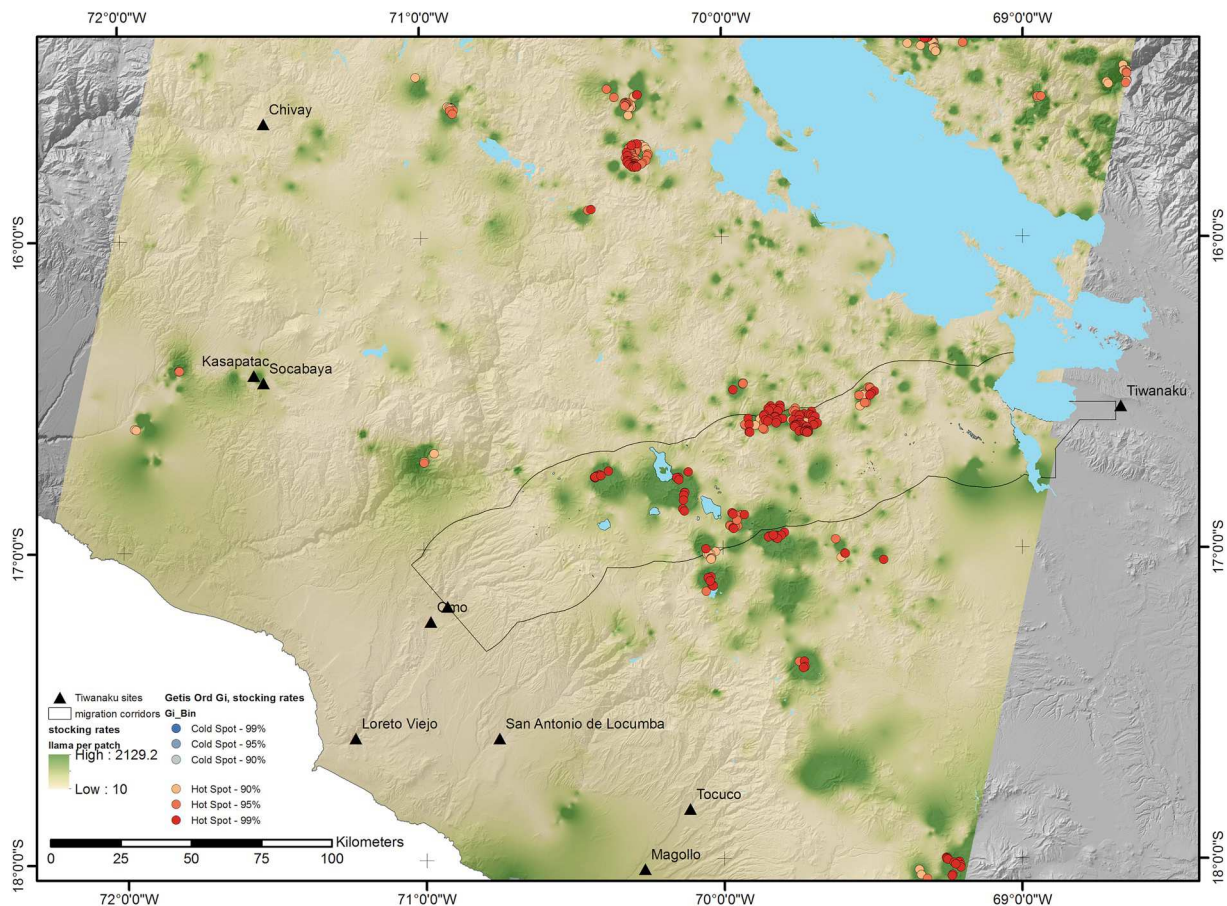 72°0'0"W 71°0'0"W 70°0'0"W 69°0'0"W
Chivay
16°0'0"S 16°0'0"S
Kasapatac
Socabaya
Tiwanaku
17°0'0"S 17°0'0"S
Omo
Loreto Viejo
San Antonio de Locumba
Tocuco
Magollo
Tiwanaku sites
migration corridors
stocking rates
llama per patch
High : 2129.2
Low : 10
Getis Ord Gi, stocking rates
Gi_Bin
Cold Spot - 99%
Cold Spot - 95%
Cold Spot - 90%
Hot Spot - 90%
Hot Spot - 95%
Hot Spot - 99%
Kilometers
0 25 50 75 100
18°0'0"S 18°0'0"S
72°0'0"W 71°0'0"W 70°0'0"W 69°0'0"W